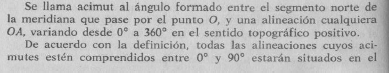 Se llama acimut al ángulo formado entre el segmento norte de
la meridiana que pase por el punto O, y una alineación cualquiera
OA, variando desde 0° a 360° en el sentido topográfico positivo.
De acuerdo con la definición, todas las alineaciones cuyos aci-
mutes estén comprendidos entre 0° y 90° estarán situados en el